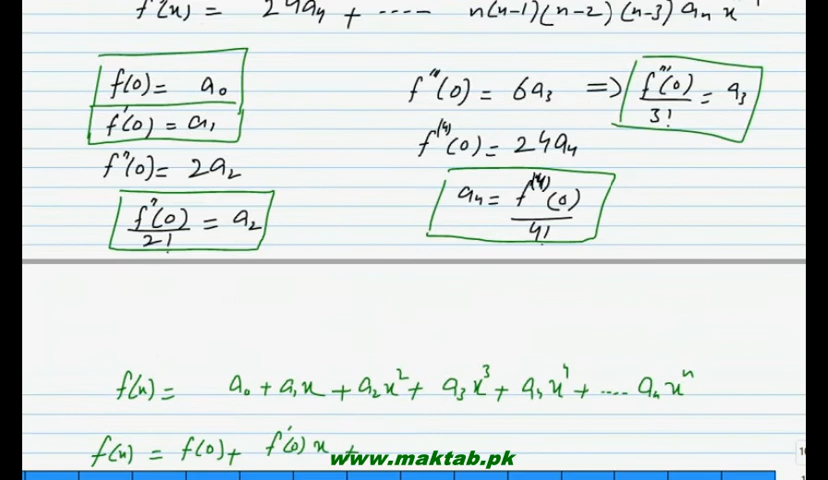 f'(x) = 24a₄ + ---- n(n-1)(n-2)(n-3) aₙ x
f(0) = a₀
f'(0) = a₁
f''(0) = 2a₂
f''(0)/2! = a₂
f'''(0) = 6a₃ => f'''(0)/3! = a₃
f⁽⁴⁾(0) = 24a₄
a₄ = f⁽⁴⁾(0)/4!
f(x) = a₀ + a₁x + a₂x² + a₃x³ + a₄x⁴ + .... aₙxⁿ
f(x) = f(0) + f'(0)x +
www.maktab.pk